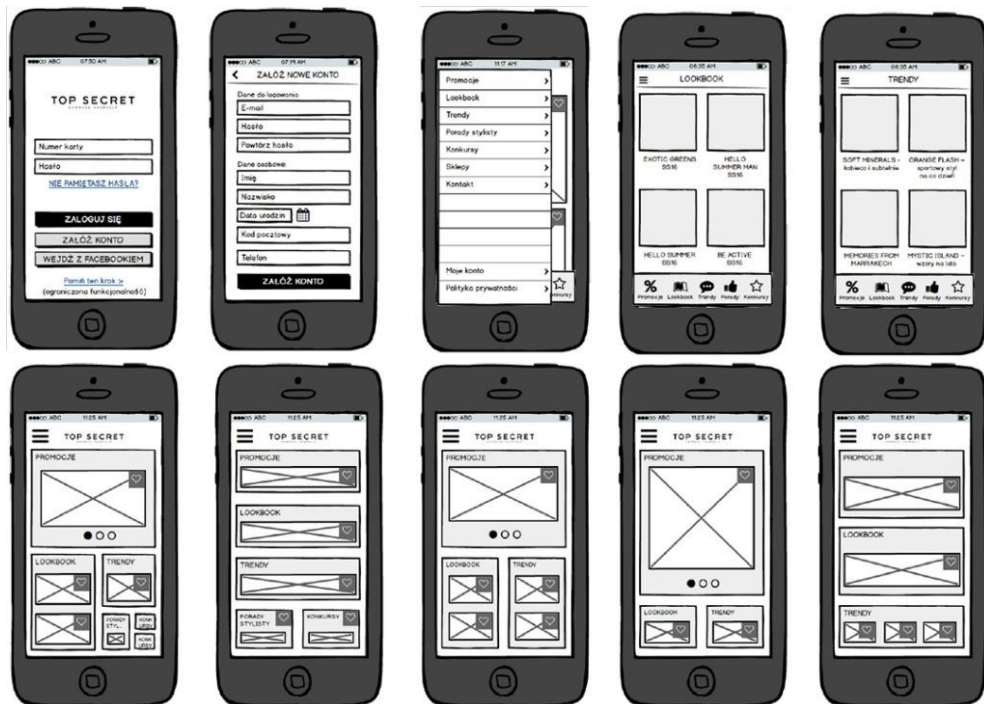 ABC 07:50 AM
TOP SECRET
Numer karty
Hasło
NIE PAMIĘTASZ HASŁA?
ZALOGUJ SIĘ
ZAŁÓŻ KONTO
WEJDŹ Z FACEBOOKIEM
Pomiń ten krok >
(ograniczona funkcjonalność)
ABC 07:19 AM
ZAŁÓŻ NOWE KONTO
Dane do logowania
E-mail
Hasło
Powtórz hasło
Dane osobowe:
Imię
Nazwisko
Data urodzin
Kod pocztowy
Telefon
ZAŁÓŻ KONTO
ABC 11:17 AM
Promocje
Lookbook
Trendy
Porady stylisty
Konkursy
Sklepy
Kontakt
Moje konto
Polityka prywatności
ABC 06:35 AM
LOOKBOOK
EXOTIC GREENS
SS16
HELLO
SUMMER MAN
SS16
HELLO SUMMER
SS16
BE ACTIVE
SS16
Promocje Lookbook Trendy Porady Konkursy
ABC 06:35 AM
TRENDY
SOFT MINERALS -
kobieco i subtelnie
ORANGE FLASH -
sportowy styl
na co dzień
MEMORIES FROM
MARRAKECH
MYSTIC ISLAND -
wzory na lato
Promocje Lookbook Trendy Porady Konkursy
ABC 11:25 AM
TOP SECRET
PROMOCJE
LOOKBOOK
TRENDY
PORADY
STYL.
KONK
URSY
KONK
URSY
ABC 11:25 AM
TOP SECRET
PROMOCJE
LOOKBOOK
TRENDY
PORADY
STYLISTY
KONKURSY
ABC 11:25 AM
TOP SECRET
PROMOCJE
LOOKBOOK
TRENDY
ABC 11:25 AM
TOP SECRET
PROMOCJE
LOOKBOOK
TRENDY
ABC 11:25 AM
TOP SECRET
PROMOCJE
LOOKBOOK
TRENDY